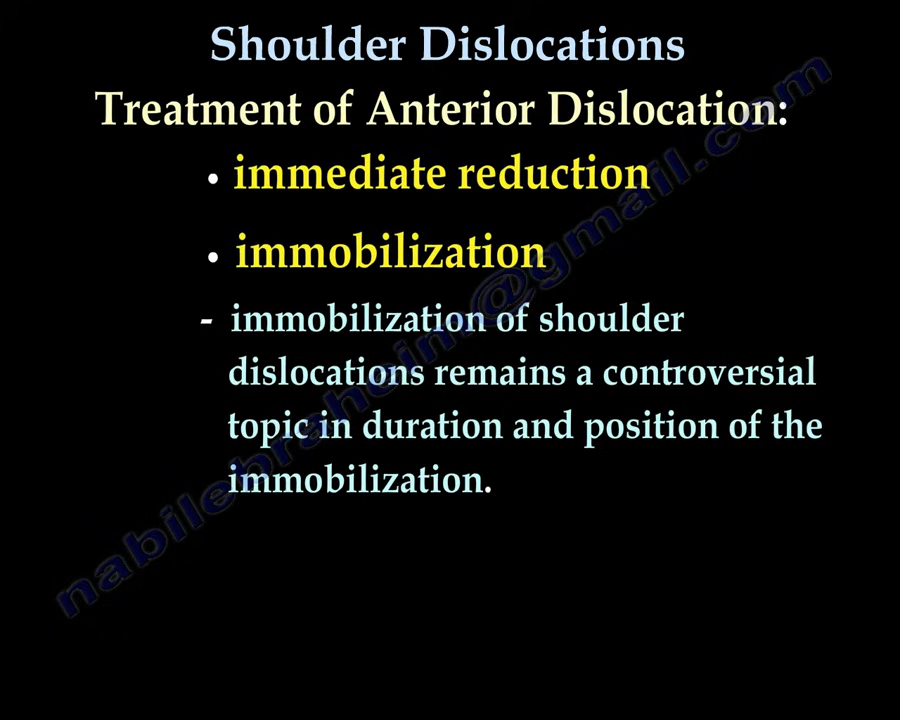 Shoulder Dislocations
Treatment of Anterior Dislocation:
• immediate reduction
• immobilization
- immobilization of shoulder
dislocations remains a controversial
topic in duration and position of the
immobilization.
nabilebraheim@gmail.com